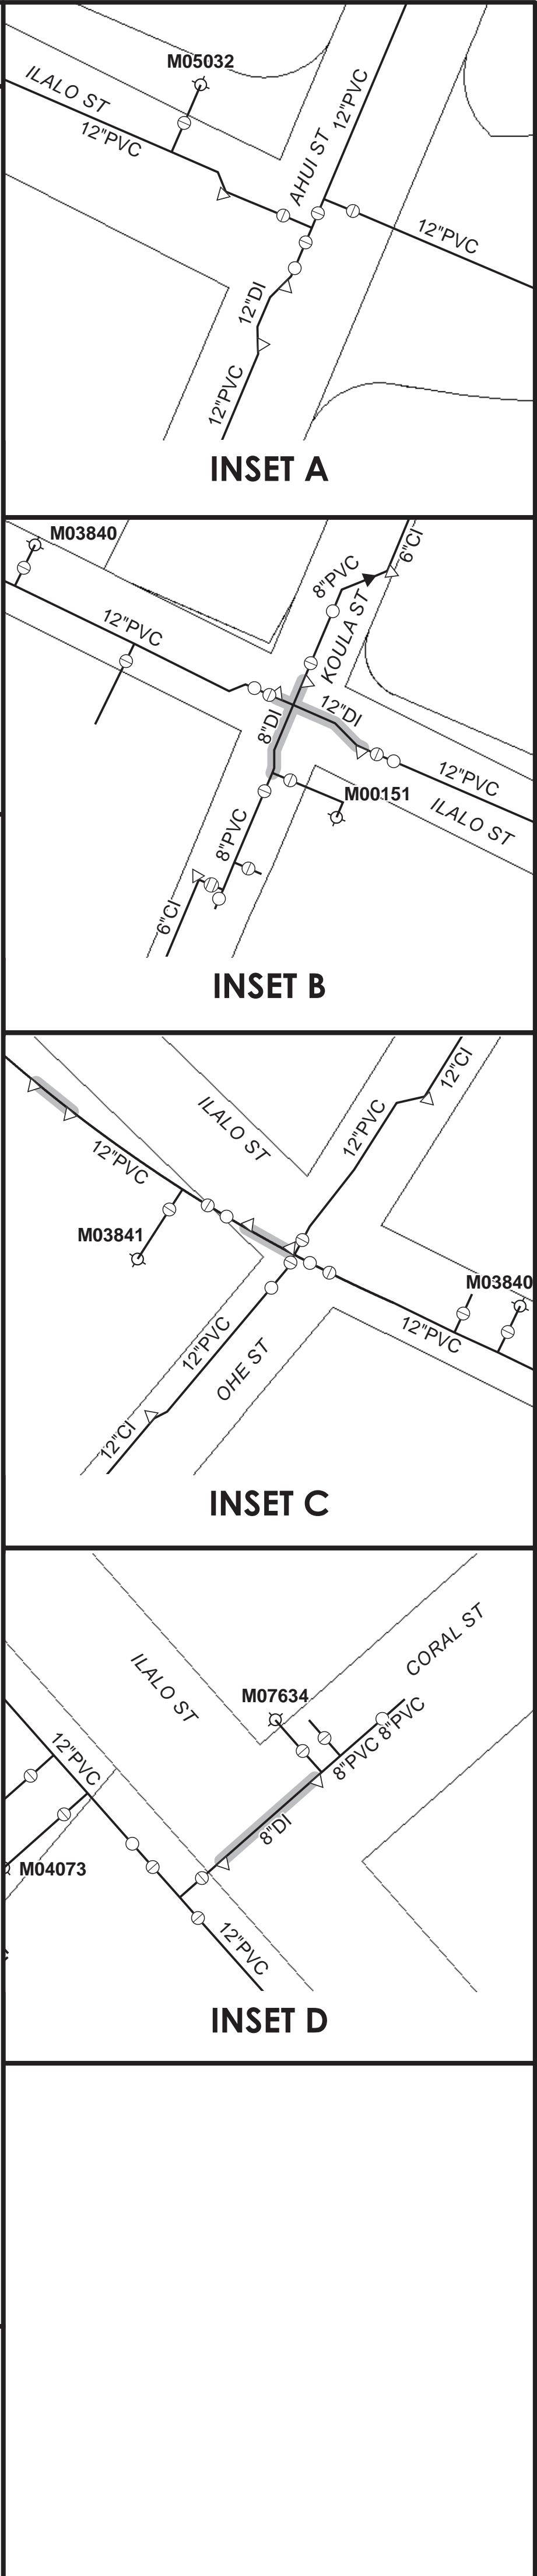 M05032
ILALO ST
12"PVC
AHUI ST
12"PVC
12"PVC
12"DI
12"PVC
INSET A
M03840
8"PVC
6"CI
KOULA ST
12"PVC
12"DI
8"DI
12"PVC
M00151
ILALO ST
8"PVC
6"CI
INSET B
12"CI
ILALO ST
12"PVC
12"PVC
M03841
M03840
12"PVC
12"PVC
OHE ST
12"CI
INSET C
CORAL ST
ILALO ST
M07634
8"PVC
8"PVC
12"PVC
8"DI
M04073
12"PVC
INSET D